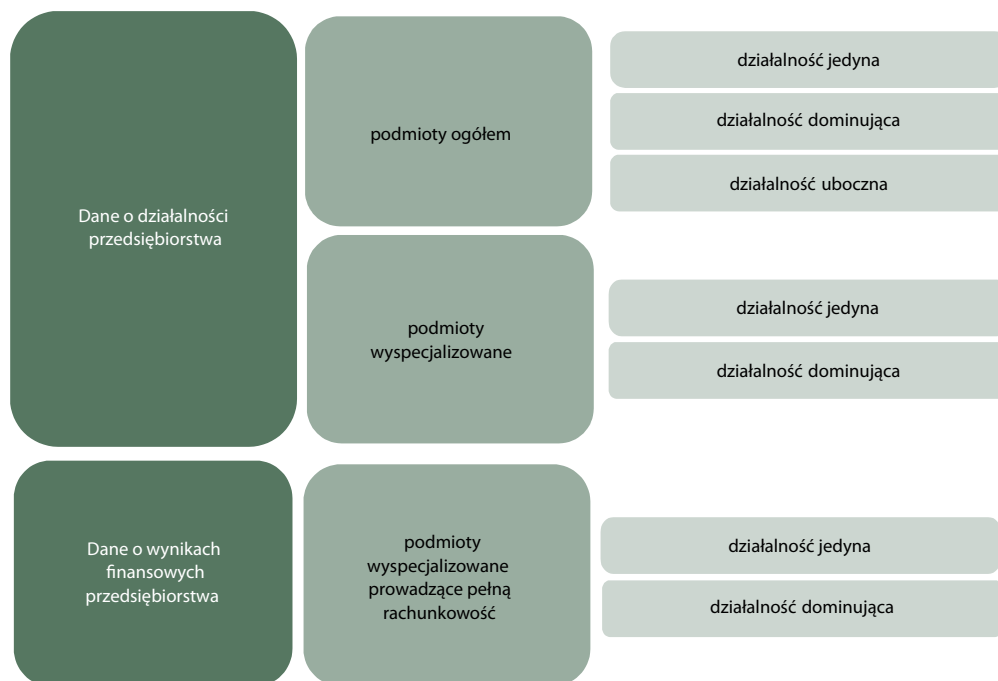 Dane o działalności
przedsiębiorstwa
podmioty ogółem
działalność jedyna
działalność dominująca
działalność uboczna
podmioty
wyspecjalizowane
działalność jedyna
działalność dominująca
Dane o wynikach
finansowych
przedsiębiorstwa
podmioty
wyspecjalizowane
prowadzące pełną
rachunkowość
działalność jedyna
działalność dominująca